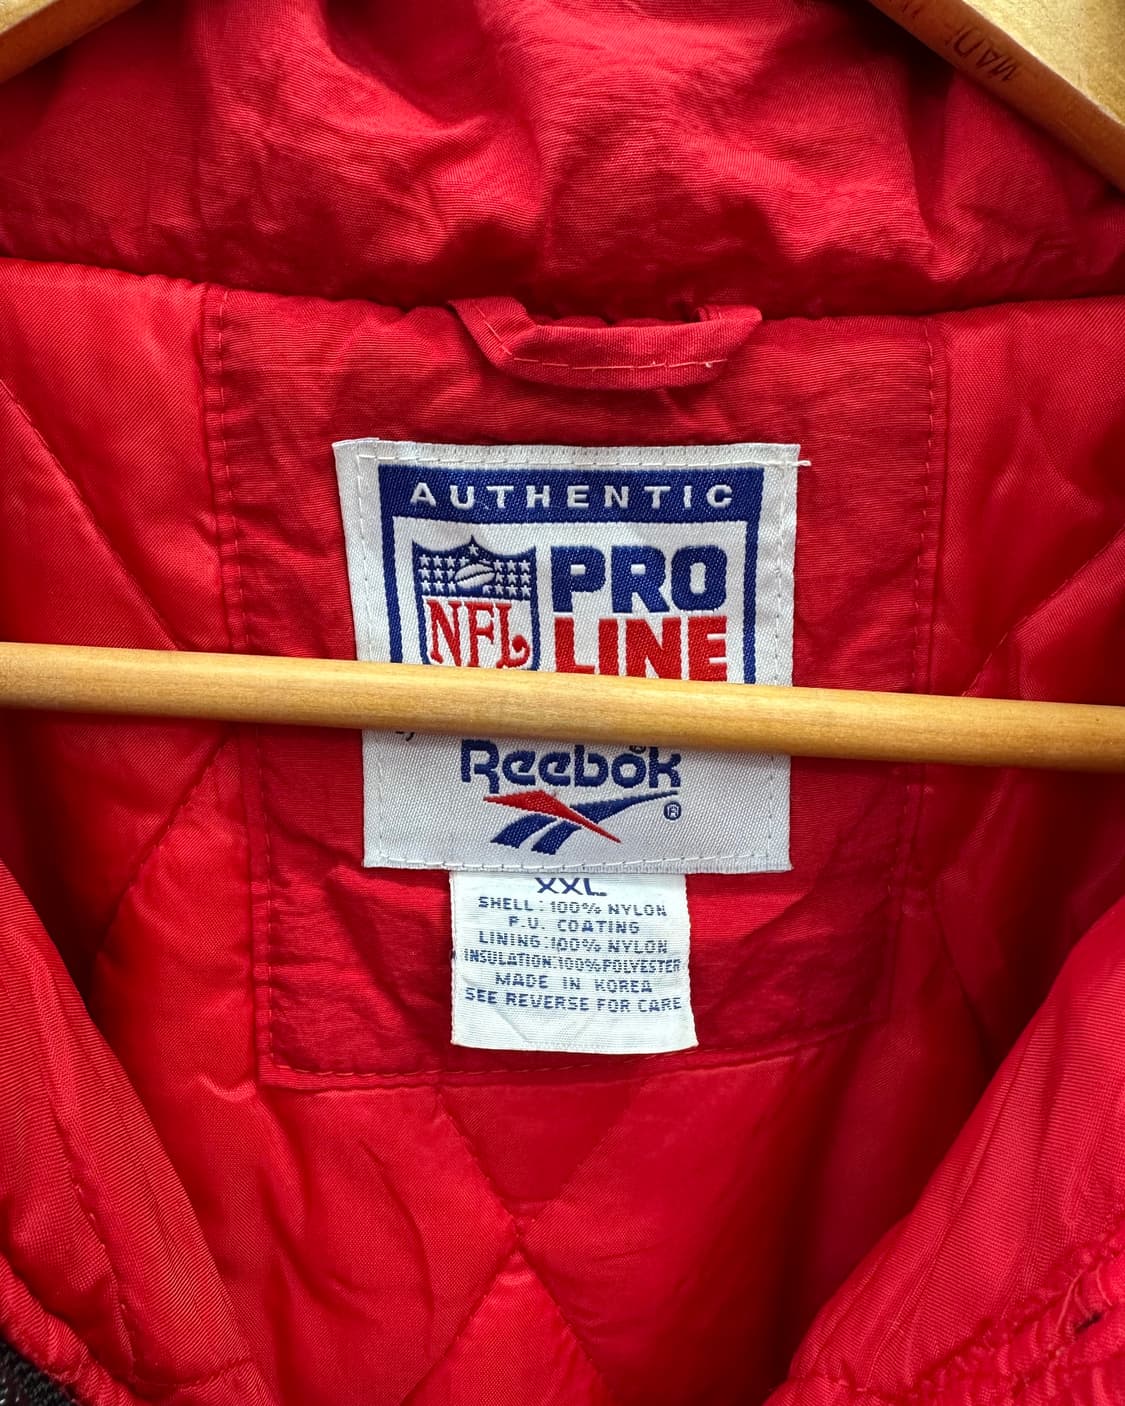 AUTHENTIC
NFL
PRO
LINE
Reebok
®
XXL
SHELL: 100% NYLON
P.U. COATING
LINING: 100% NYLON
INSULATION: 100% POLYESTER
MADE IN KOREA
SEE REVERSE FOR CARE